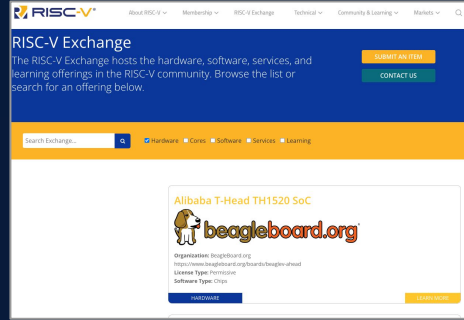 RISC-V®
About RISC-V
Membership
RISC-V Exchange
Technical
Community & Learning
Markets
RISC-V Exchange
The RISC-V Exchange hosts the hardware, software, services, and
learning offerings in the RISC-V community. Browse the list or
search for an offering below.
SUBMIT AN ITEM
CONTACT US
Search Exchange...
Hardware Cores Software Services Learning
Alibaba T-Head TH1520 SoC
beagleboard.org
Organization: BeagleBoard.org
https://www.beagleboard.org/boards/beaglev-ahead
License Type: Permissive
Software Type: Chips
HARDWARE
LEARN MORE